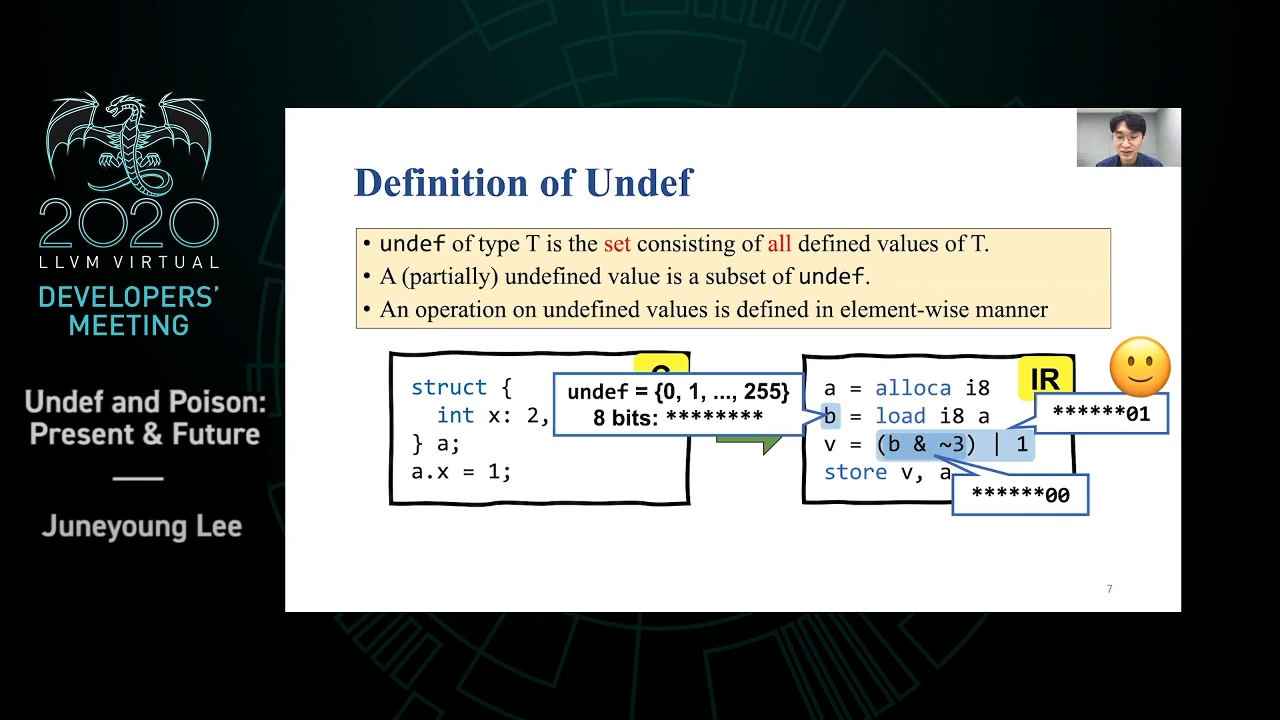 2020
LLVM VIRTUAL
DEVELOPERS'
MEETING
Undef and Poison:
Present & Future
Juneyoung Lee
Definition of Undef
• undef of type T is the set consisting of all defined values of T.
• A (partially) undefined value is a subset of undef.
• An operation on undefined values is defined in element-wise manner
struct {
int x: 2,
} a;
a.x = 1;
undef = {0, 1, ..., 255}
8 bits: ********
IR
a = alloca i8
b = load i8 a
v = (b & ~3) | 1
store v, a
******01
******00
7